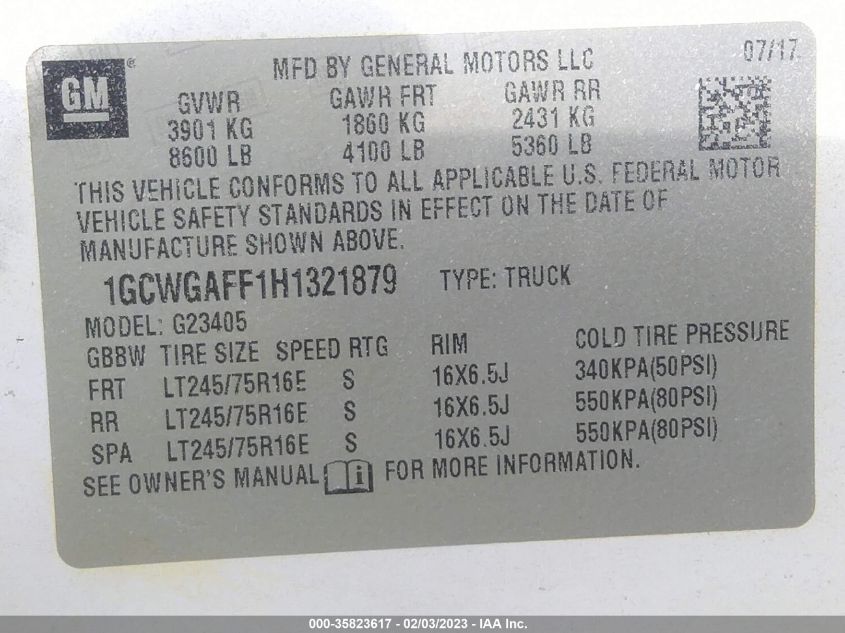 GM ®
MFD BY GENERAL MOTORS LLC
07/17
GVWR GAWR FRT GAWR RR
3901 KG 1860 KG 2431 KG
8600 LB 4100 LB 5360 LB
THIS VEHICLE CONFORMS TO ALL APPLICABLE U.S. FEDERAL MOTOR
VEHICLE SAFETY STANDARDS IN EFFECT ON THE DATE OF
MANUFACTURE SHOWN ABOVE.
1GCWGAFF1H1321879 TYPE: TRUCK
MODEL: G23405
GBBW TIRE SIZE SPEED RTG RIM COLD TIRE PRESSURE
FRT LT245/75R16E S 16X6.5J 340KPA(50PSI)
RR LT245/75R16E S 16X6.5J 550KPA(80PSI)
SPA LT245/75R16E S 16X6.5J 550KPA(80PSI)
SEE OWNER'S MANUAL i FOR MORE INFORMATION.
000-35823617 - 02/03/2023 - IAA Inc.